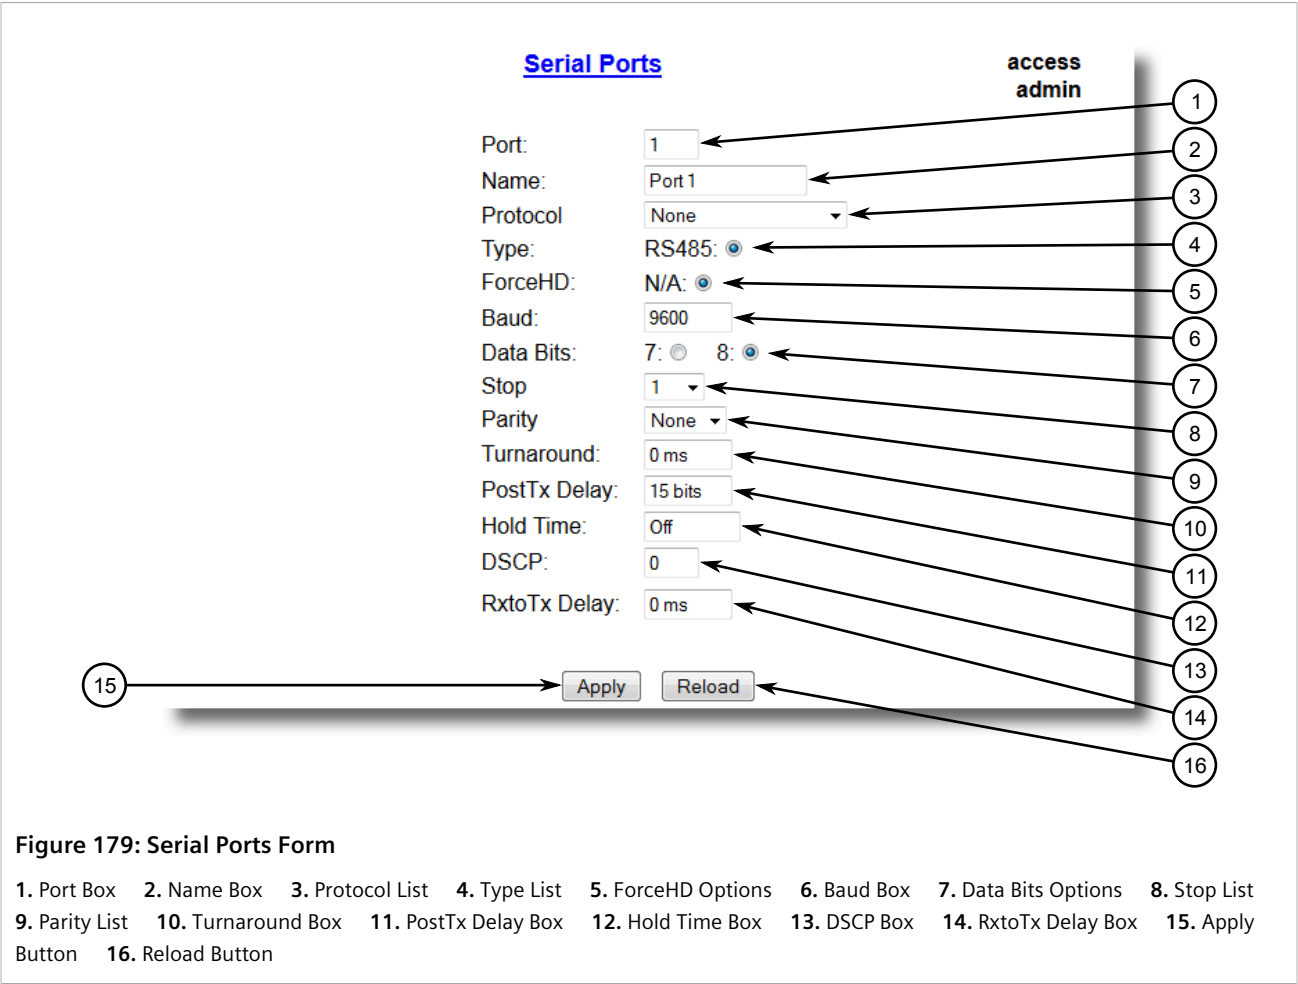 Serial Ports
access
admin
Port: 1
Name: Port 1
Protocol None
Type: RS485:
ForceHD: N/A:
Baud: 9600
Data Bits: 7: 8:
Stop 1
Parity None
Turnaround: 0 ms
PostTx Delay: 15 bits
Hold Time: Off
DSCP: 0
RxtoTx Delay: 0 ms
Apply Reload
1
2
3
4
5
6
7
8
9
10
11
12
13
14
15
16
Figure 179: Serial Ports Form
1. Port Box 2. Name Box 3. Protocol List 4. Type List 5. ForceHD Options 6. Baud Box 7. Data Bits Options 8. Stop List
9. Parity List 10. Turnaround Box 11. PostTx Delay Box 12. Hold Time Box 13. DSCP Box 14. RxtoTx Delay Box 15. Apply
Button 16. Reload Button